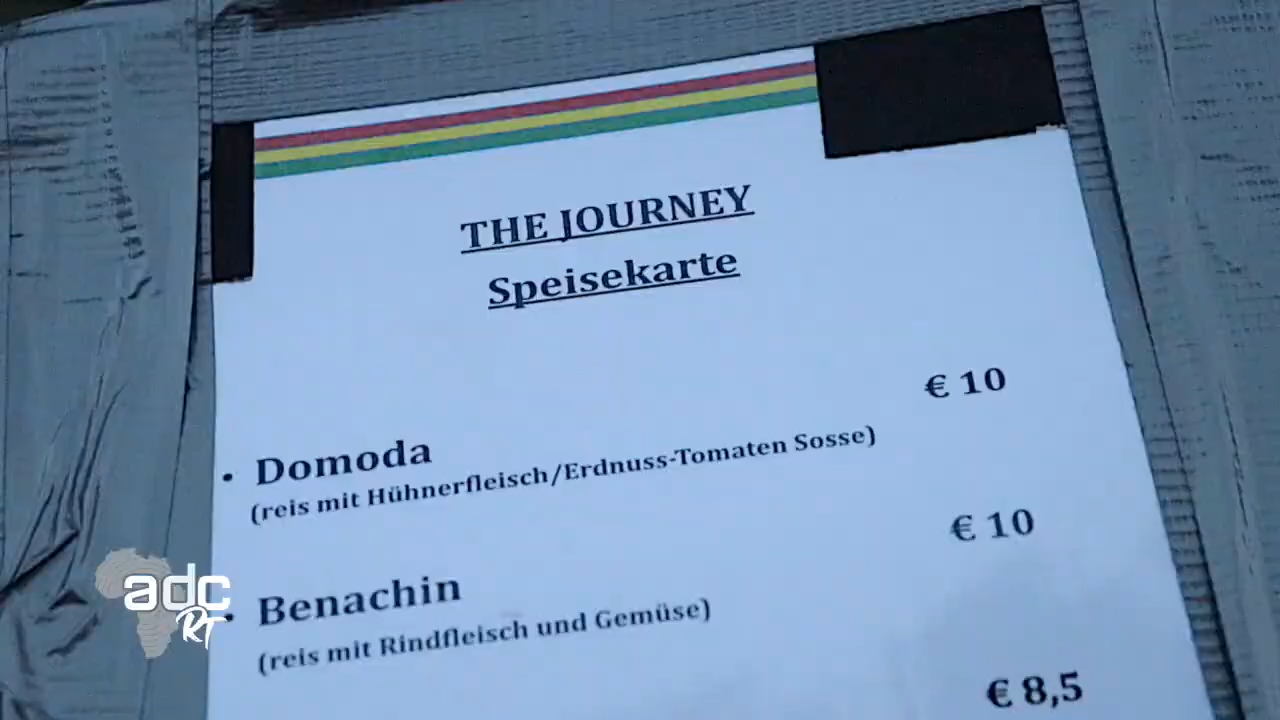 THE JOURNEY
Speisekarte
€ 10
• Domoda
(reis mit Hühnerfleisch/Erdnuss-Tomaten Sosse)
€ 10
• Benachin
(reis mit Rindfleisch und Gemüse)
€ 8,5
adc
RT